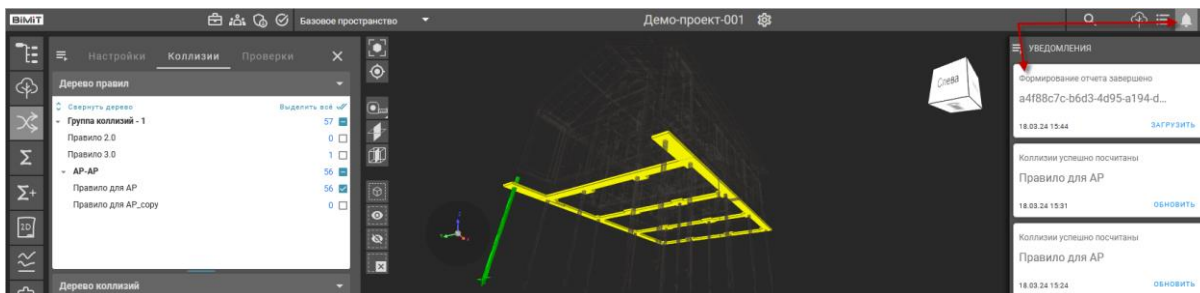 BIMIT
Базовое пространство
Демо-проект-001
Настройки Коллизии Проверки
Дерево правил
Свернуть дерево Выделить всё
Группа коллизий - 1 57
Правило 2.0 0
Правило 3.0 1
АР-АР 56
Правило для АР 56
Правило для АР_copy 0
Дерево коллизий
2D
Слева
УВЕДОМЛЕНИЯ
Формирование отчета завершено
a4f88c7c-b6d3-4d95-a194-d...
18.03.24 15:44 ЗАГРУЗИТЬ
Коллизии успешно посчитаны
Правило для АР
18.03.24 15:31 ОБНОВИТЬ
Коллизии успешно посчитаны
Правило для АР
18.03.24 15:24 ОБНОВИТЬ